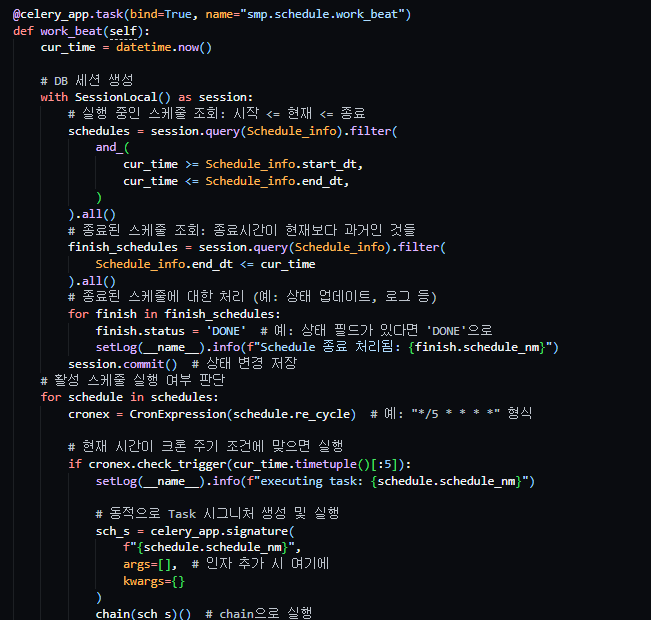 @celery_app.task(bind=True, name="smp.schedule.work_beat")
def work_beat(self):
    cur_time = datetime.now()

    # DB 세션 생성
    with SessionLocal() as session:
        # 실행 중인 스케줄 조회: 시작 <= 현재 <= 종료
        schedules = session.query(Schedule_info).filter(
            and_(
                cur_time >= Schedule_info.start_dt,
                cur_time <= Schedule_info.end_dt,
            )
        ).all()
        # 종료된 스케줄 조회: 종료시간이 현재보다 과거인 것들
        finish_schedules = session.query(Schedule_info).filter(
            Schedule_info.end_dt <= cur_time
        ).all()
        # 종료된 스케줄에 대한 처리 (예: 상태 업데이트, 로그 등)
        for finish in finish_schedules:
            finish.status = 'DONE'  # 예: 상태 필드가 있다면 'DONE'으로
            setLog(__name__).info(f"Schedule 종료 처리됨: {finish.schedule_nm}")
        session.commit()  # 상태 변경 저장
    # 활성 스케줄 실행 여부 판단
    for schedule in schedules:
        cronex = CronExpression(schedule.re_cycle)  # 예: "*/5 * * * *" 형식

        # 현재 시간이 크론 주기 조건에 맞으면 실행
        if cronex.check_trigger(cur_time.timetuple()[:5]):
            setLog(__name__).info(f"executing task: {schedule.schedule_nm}")

            # 동적으로 Task 시그니처 생성 및 실행
            sch_s = celery_app.signature(
                f"{schedule.schedule_nm}",
                args=[],  # 인자 추가 시 여기에
                kwargs={}
            )
            chain(sch_s)()  # chain으로 실행